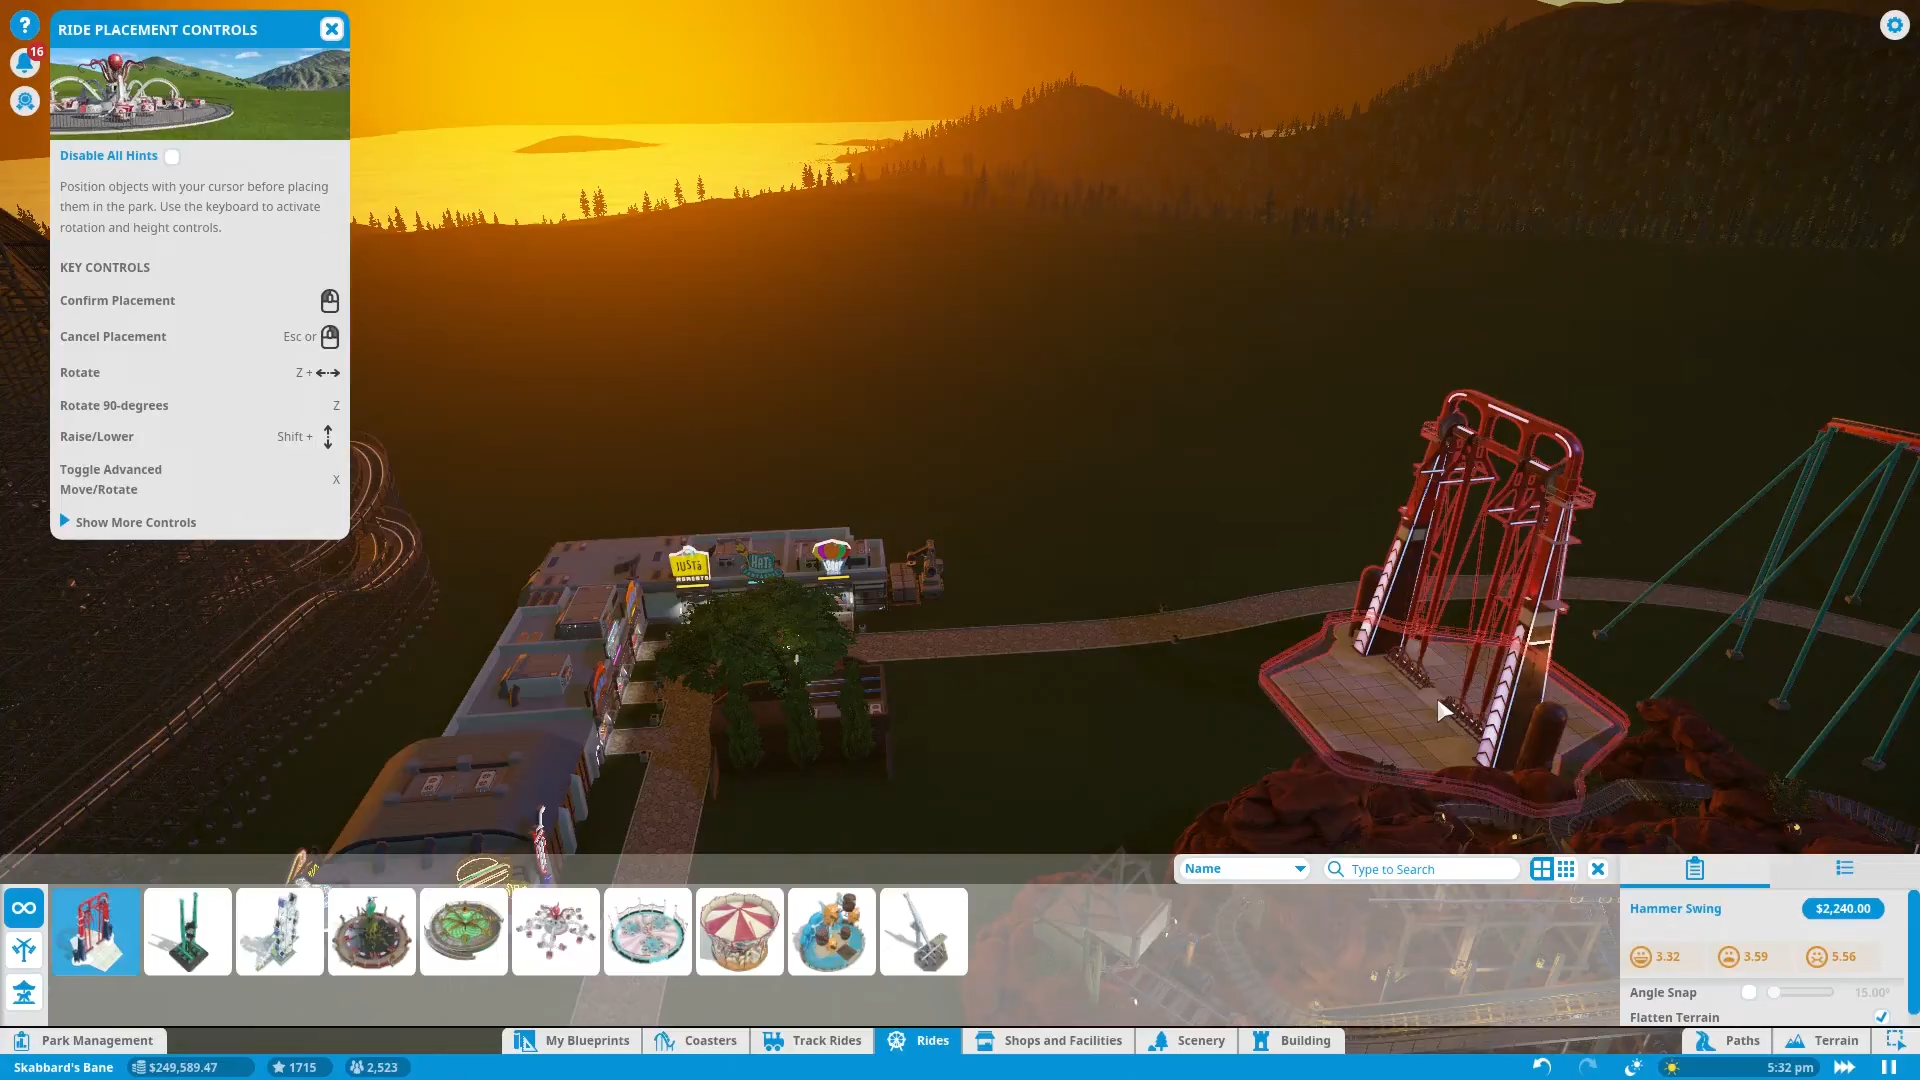 ?
16
RIDE PLACEMENT CONTROLS
Disable All Hints
Position objects with your cursor before placing
them in the park. Use the keyboard to activate
rotation and height controls.
KEY CONTROLS
Confirm Placement
Cancel Placement Esc or
Rotate Z +
Rotate 90-degrees Z
Raise/Lower Shift +
Toggle Advanced
Move/Rotate X
Show More Controls
JUSTa
MEMENTO
HATS
Name
Type to Search
Hammer Swing $2,240.00
3.32 3.59 5.56
Angle Snap 15.00°
Flatten Terrain
Park Management
My Blueprints
Coasters
Track Rides
Rides
Shops and Facilities
Scenery
Building
Paths
Terrain
Skabbard's Bane $249,589.47 1715 2,523
5:32 pm